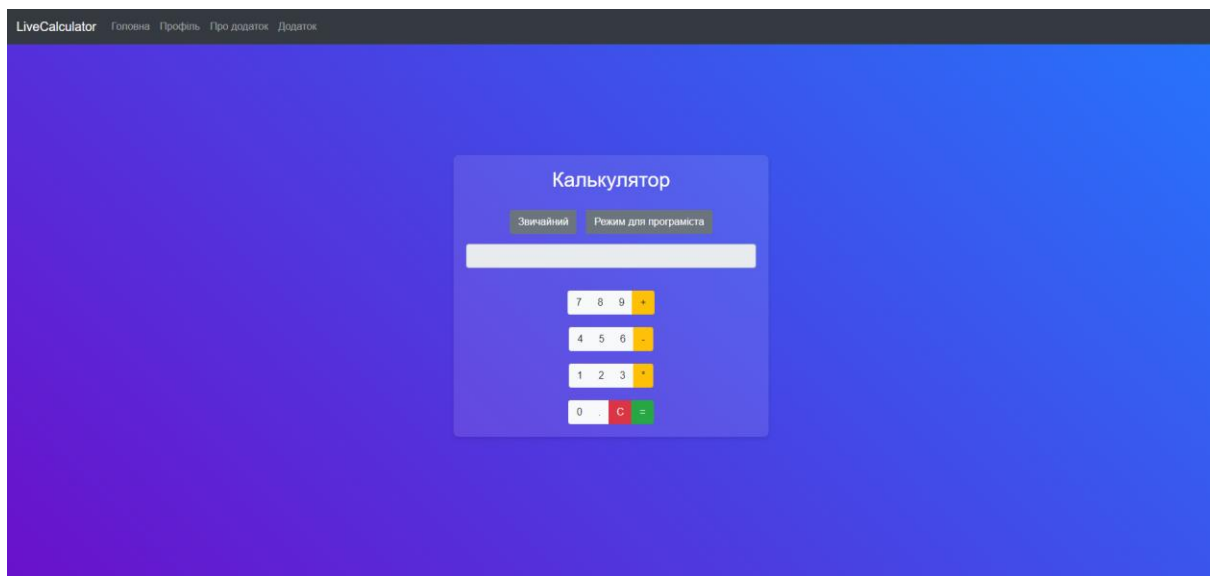 LiveCalculator Головна Профіль Про додаток Додаток
Калькулятор
Звичайний Режим для програміста
7 8 9 +
4 5 6 -
1 2 3 *
0 . C =